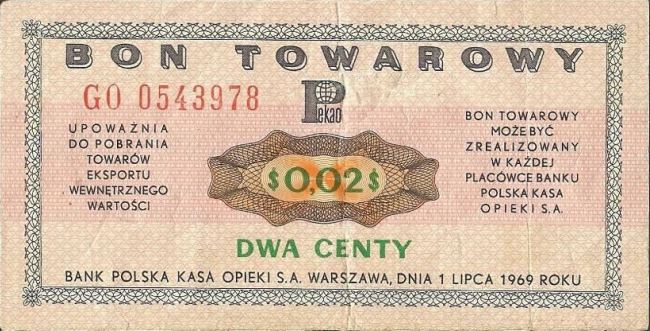 BON TOWAROWY
GO 0543978
Pekao
UPOWAŻNIA
DO POBRANIA
TOWARÓW
EKSPORTU
WEWNĘTRZNEGO
WARTOŚCI
$0,02$
BON TOWAROWY
MOŻE BYĆ
ZREALIZOWANY
W KAŻDEJ
PLACÓWCE BANKU
POLSKA KASA
OPIEKI S.A.
DWA CENTY
BANK POLSKA KASA OPIEKI S.A. WARSZAWA, DNIA 1 LIPCA 1969 ROKU